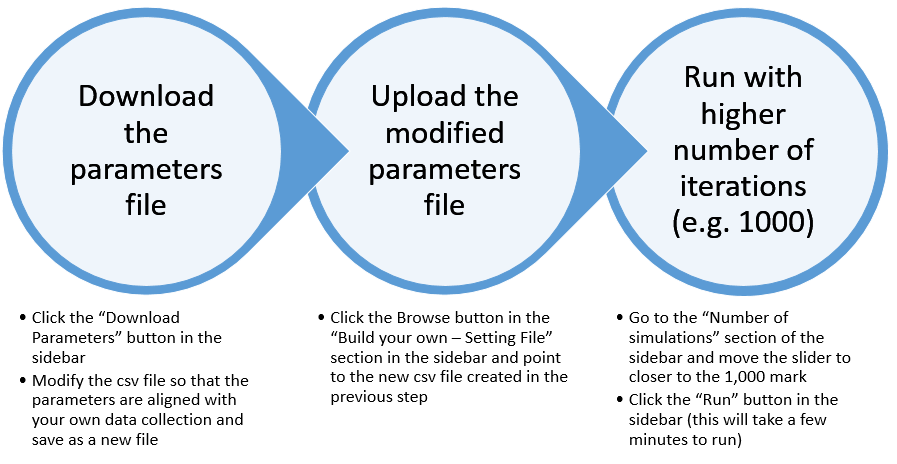 Download
the
parameters
file
Upload the
modified
parameters
file
Run with
higher
number of
iterations
(e.g. 1000)
• Click the “Download
Parameters” button in the
sidebar
• Modify the csv file so that the
parameters are aligned with
your own data collection and
save as a new file
• Click the Browse button in the
“Build your own – Setting File”
section in the sidebar and point
to the new csv file created in the
previous step
• Go to the “Number of
simulations” section of the
sidebar and move the slider to
closer to the 1,000 mark
• Click the “Run” button in the
sidebar (this will take a few
minutes to run)